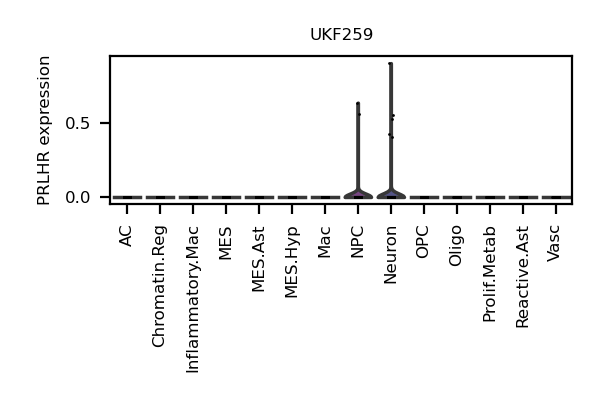 UKF259
PRLHR expression
0.5
0.0
AC
Chromatin.Reg
Inflammatory.Mac
MES
MES.Ast
MES.Hyp
Mac
NPC
Neuron
OPC
Oligo
Prolif.Metab
Reactive.Ast
Vasc